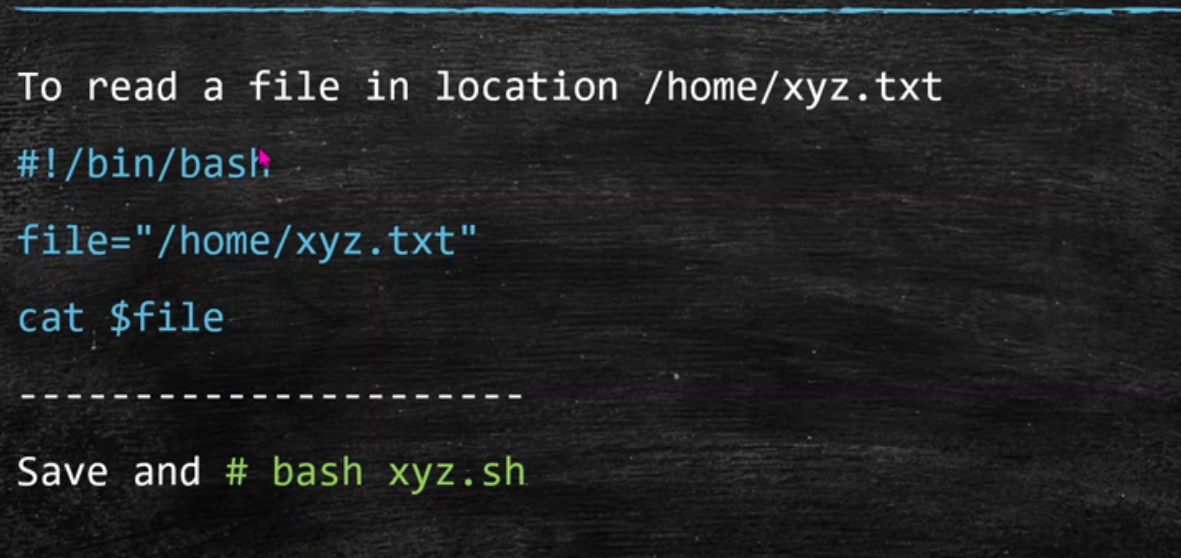 To read a file in location /home/xyz.txt
#!/bin/bash
file="/home/xyz.txt"
cat $file
----------------------
Save and # bash xyz.sh